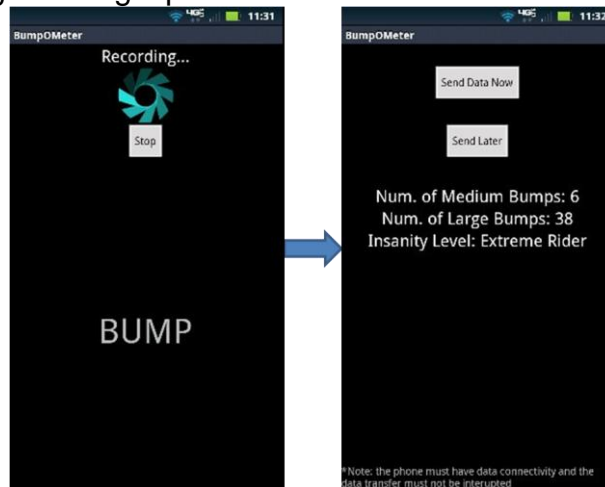 11:31
BumpOMeter
Recording...
Stop
BUMP
11:32
BumpOMeter
Send Data Now
Send Later
Num. of Medium Bumps: 6
Num. of Large Bumps: 38
Insanity Level: Extreme Rider
*Note: the phone must have data connectivity and the
data transfer must not be interupted